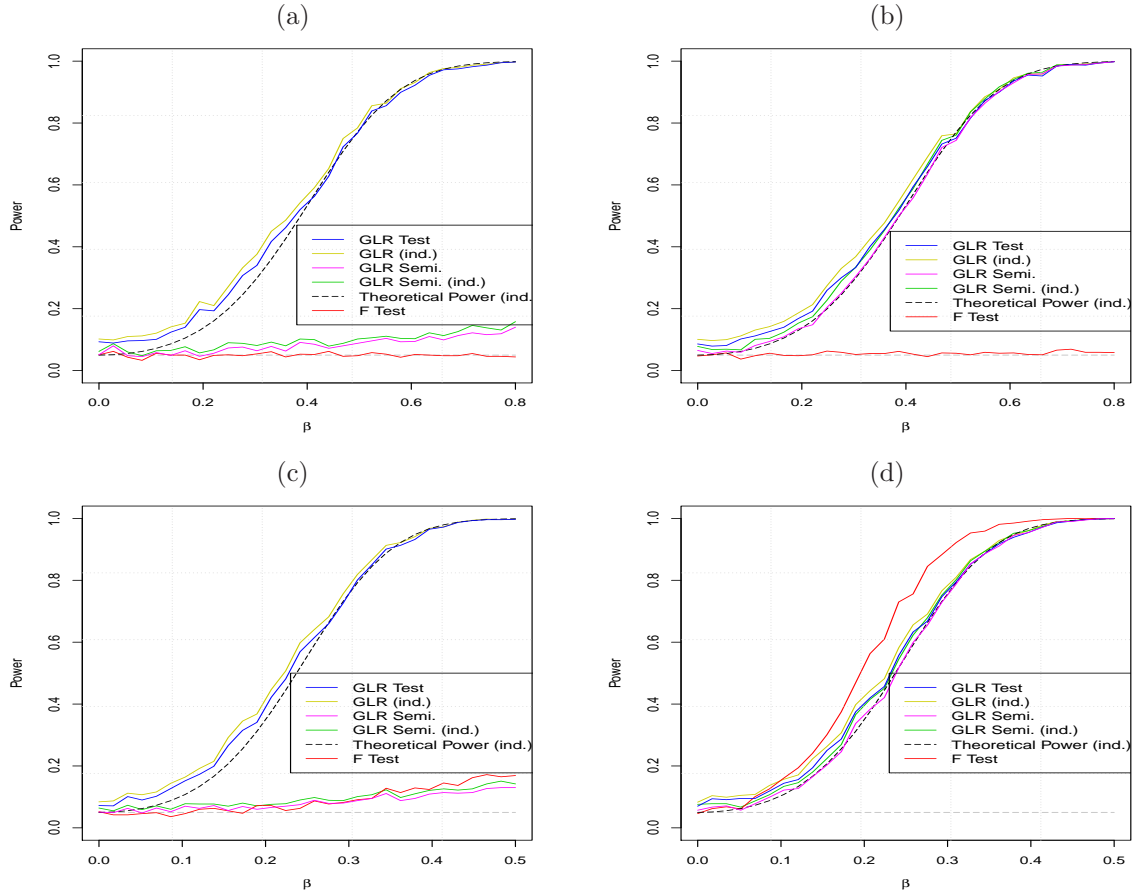 (a)
Power
1.0
0.8
0.6
0.4
0.2
0.0
GLR Test
GLR (ind.)
GLR Semi.
GLR Semi. (ind.)
Theoretical Power (ind.)
F Test
0.0 0.2 0.4 0.6 0.8
β
(b)
Power
1.0
0.8
0.6
0.4
0.2
0.0
GLR Test
GLR (ind.)
GLR Semi.
GLR Semi. (ind.)
Theoretical Power (ind.)
F Test
0.0 0.2 0.4 0.6 0.8
β
(c)
Power
1.0
0.8
0.6
0.4
0.2
0.0
GLR Test
GLR (ind.)
GLR Semi.
GLR Semi. (ind.)
Theoretical Power (ind.)
F Test
0.0 0.1 0.2 0.3 0.4 0.5
β
(d)
Power
1.0
0.8
0.6
0.4
0.2
0.0
GLR Test
GLR (ind.)
GLR Semi.
GLR Semi. (ind.)
Theoretical Power (ind.)
F Test
0.0 0.1 0.2 0.3 0.4 0.5
β